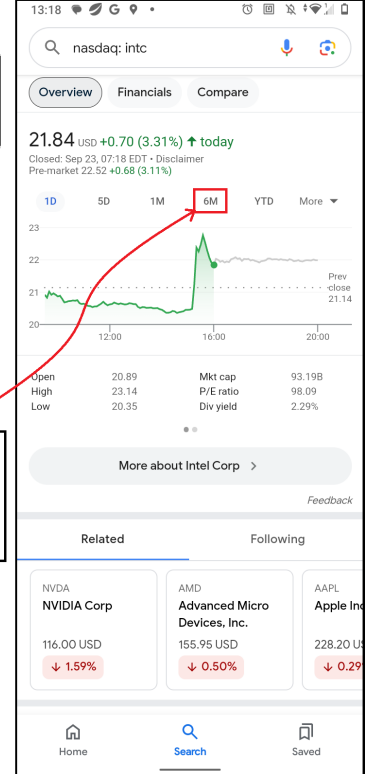 13:18
nasdaq: intc
Overview Financials Compare
21.84 USD +0.70 (3.31%) ↑ today
Closed: Sep 23, 07:18 EDT • Disclaimer
Pre-market 22.52 +0.68 (3.11%)
1D 5D 1M 6M YTD More
23
22
21
20
Prev
close
21.14
12:00 16:00 20:00
Open 20.89 Mkt cap 93.19B
High 23.14 P/E ratio 98.09
Low 20.35 Div yield 2.29%
More about Intel Corp >
Feedback
Related Following
NVDA
NVIDIA Corp
116.00 USD
↓ 1.59%
AMD
Advanced Micro
Devices, Inc.
155.95 USD
↓ 0.50%
AAPL
Apple Inc
228.20 US
↓ 0.29
Home Search Saved